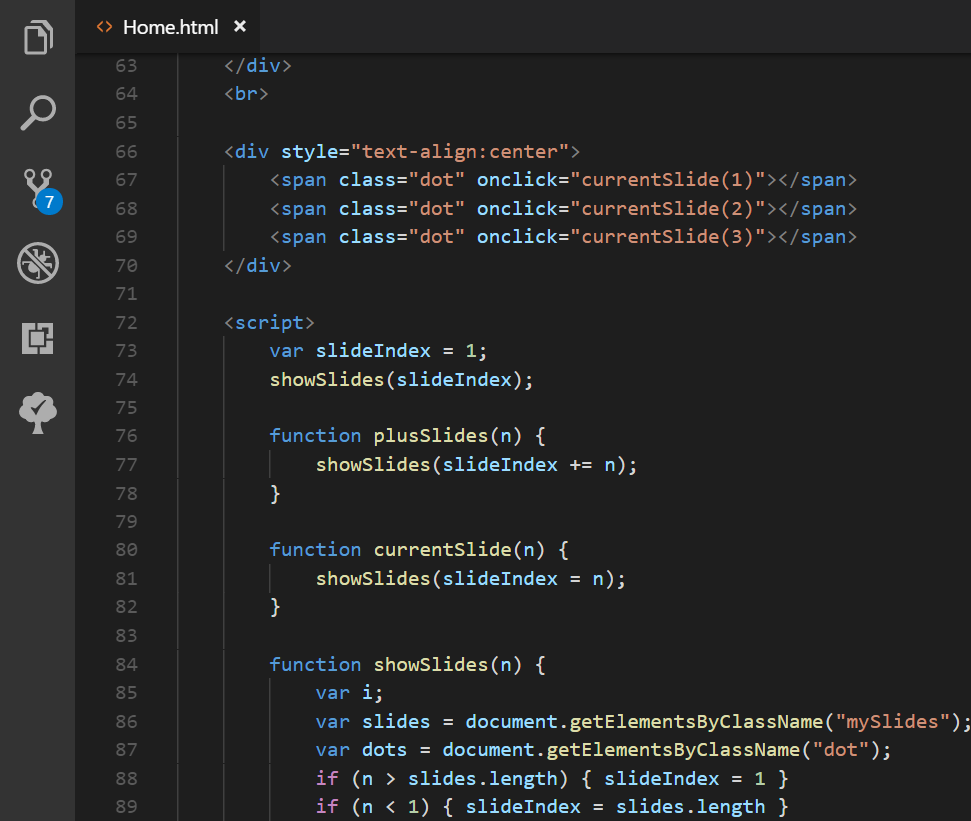 <> Home.html ×
7
63 </div>
64 <br>
65
66 <div style="text-align:center">
67 <span class="dot" onclick="currentSlide(1)"></span>
68 <span class="dot" onclick="currentSlide(2)"></span>
69 <span class="dot" onclick="currentSlide(3)"></span>
70 </div>
71
72 <script>
73 var slideIndex = 1;
74 showSlides(slideIndex);
75
76 function plusSlides(n) {
77 showSlides(slideIndex += n);
78 }
79
80 function currentSlide(n) {
81 showSlides(slideIndex = n);
82 }
83
84 function showSlides(n) {
85 var i;
86 var slides = document.getElementsByClassName("mySlides");
87 var dots = document.getElementsByClassName("dot");
88 if (n > slides.length) { slideIndex = 1 }
89 if (n < 1) { slideIndex = slides.length }